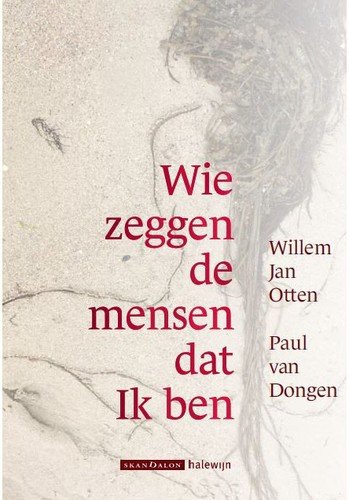 Wie
zeggen
de
mensen
dat
Ik ben
Willem
Jan
Otten
Paul
van
Dongen
SKANDALON
halewijn